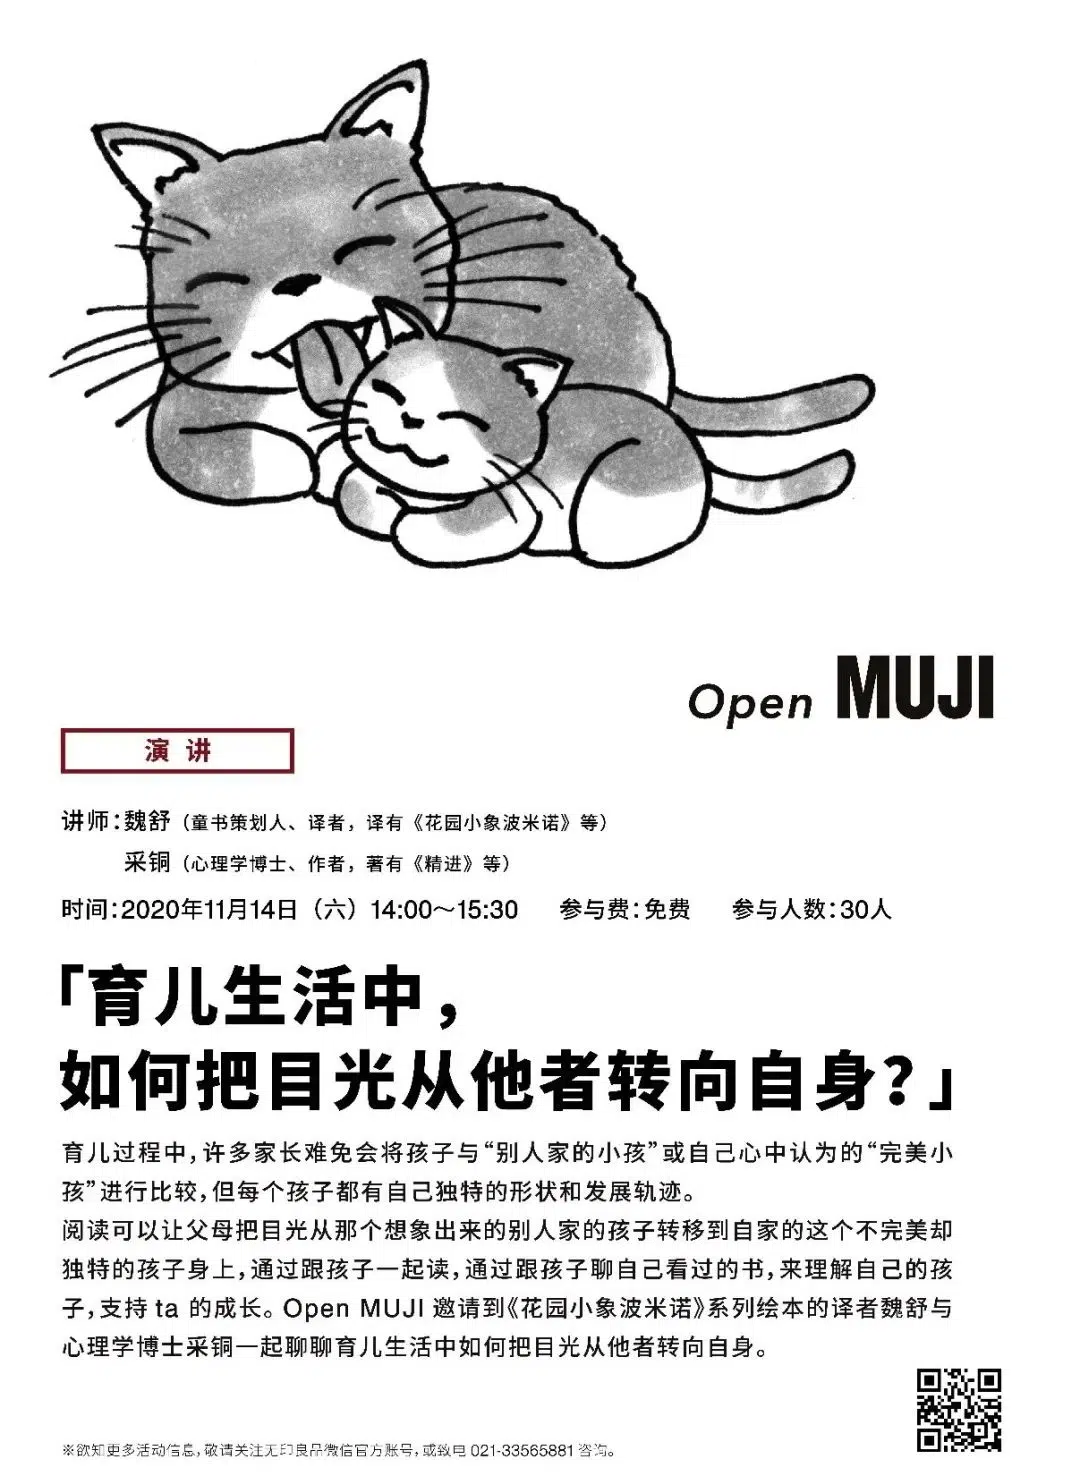 Open MUJI
演讲
讲师：魏舒（童书策划人、译者，译有《花园小象波米诺》等）
采铜（心理学博士、作者，著有《精进》等）
时间：2020年11月14日（六）14:00～15:30 参与费：免费 参与人数：30人
「育儿生活中，
如何把目光从他者转向自身？」
育儿过程中，许多家长难免会将孩子与“别人家的小孩”或自己心中认为的“完美小
孩”进行比较，但每个孩子都有自己独特的形状和发展轨迹。
阅读可以让父母把目光从那个想象出来的别人家的孩子转移到自家的这个不完美却
独特的孩子身上，通过跟孩子一起读，通过跟孩子聊自己看过的书，来理解自己的孩
子，支持 ta 的成长。Open MUJI 邀请到《花园小象波米诺》系列绘本的译者魏舒与
心理学博士采铜一起聊聊育儿生活中如何把目光从他者转向自身。
※欲知更多活动信息，敬请关注无印良品微信官方账号，或致电 021-33565881 咨询。